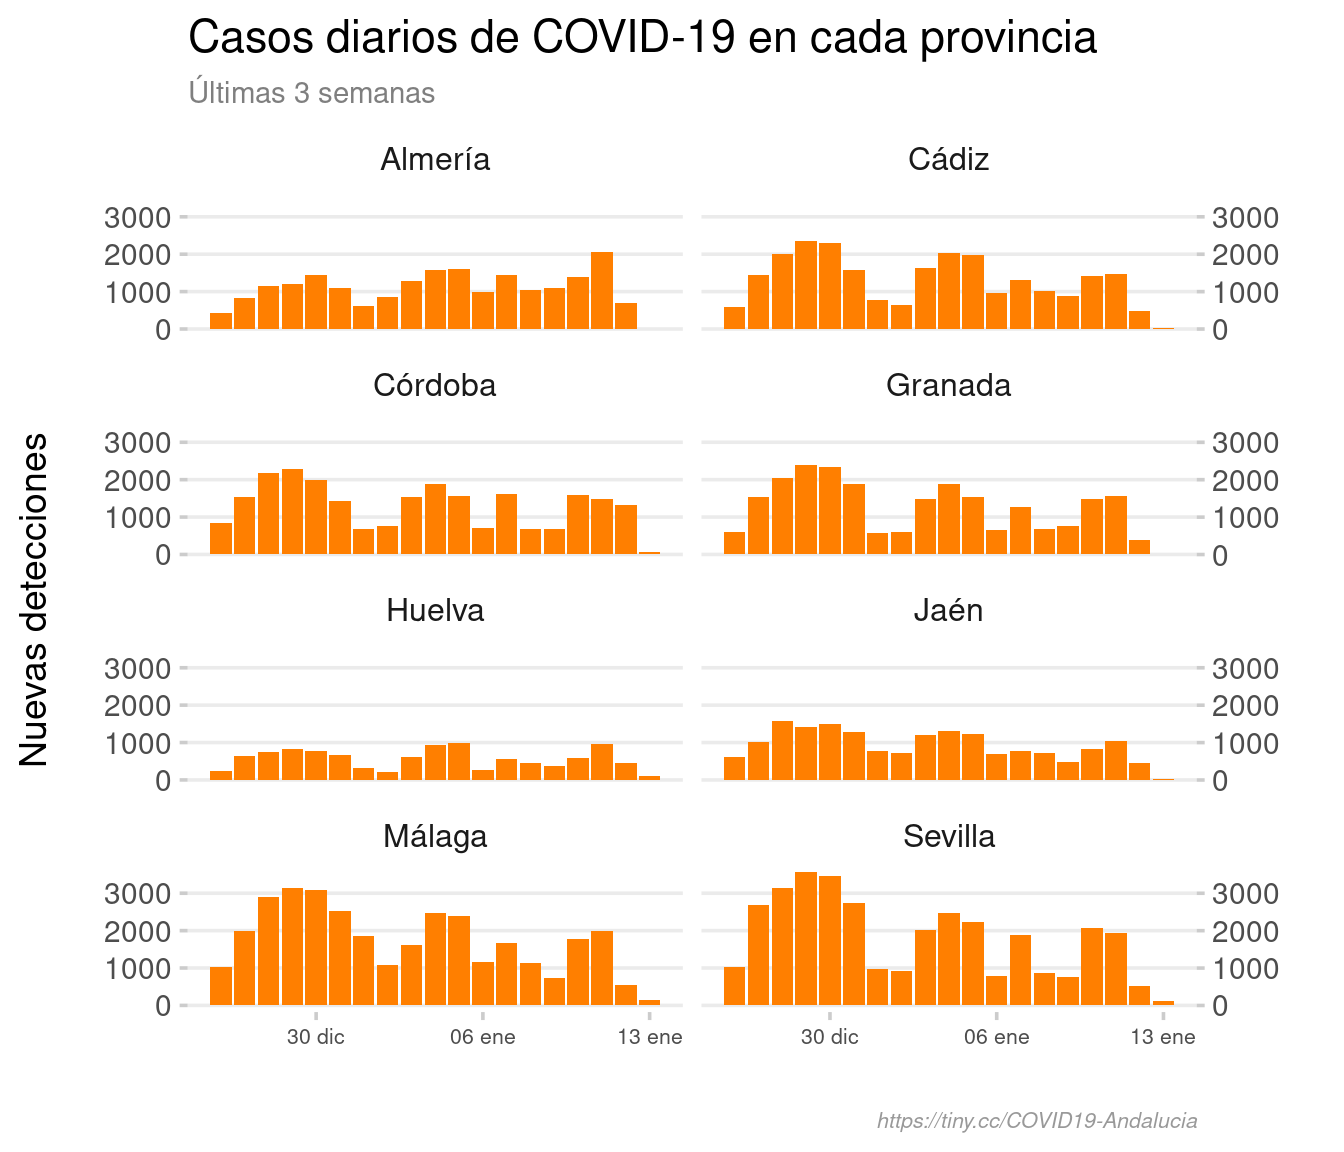 Casos diarios de COVID-19 en cada provincia
Últimas 3 semanas
Nuevas detecciones
Almería
Cádiz
3000
2000
1000
0
3000
2000
1000
0
Córdoba
Granada
3000
2000
1000
0
3000
2000
1000
0
Huelva
Jaén
3000
2000
1000
0
3000
2000
1000
0
Málaga
Sevilla
3000
2000
1000
0
3000
2000
1000
0
30 dic 06 ene 13 ene
30 dic 06 ene 13 ene
https://tiny.cc/COVID19-Andalucia